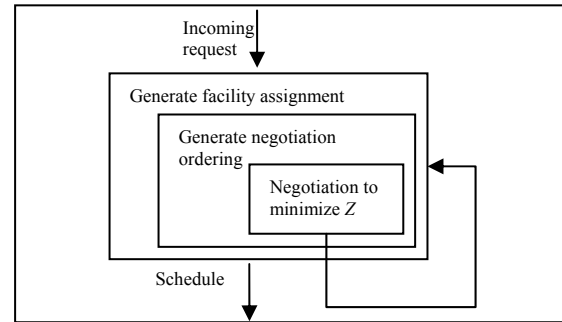 Incoming
request
Generate facility assignment
Generate negotiation
ordering
Negotiation to
minimize Z
Schedule